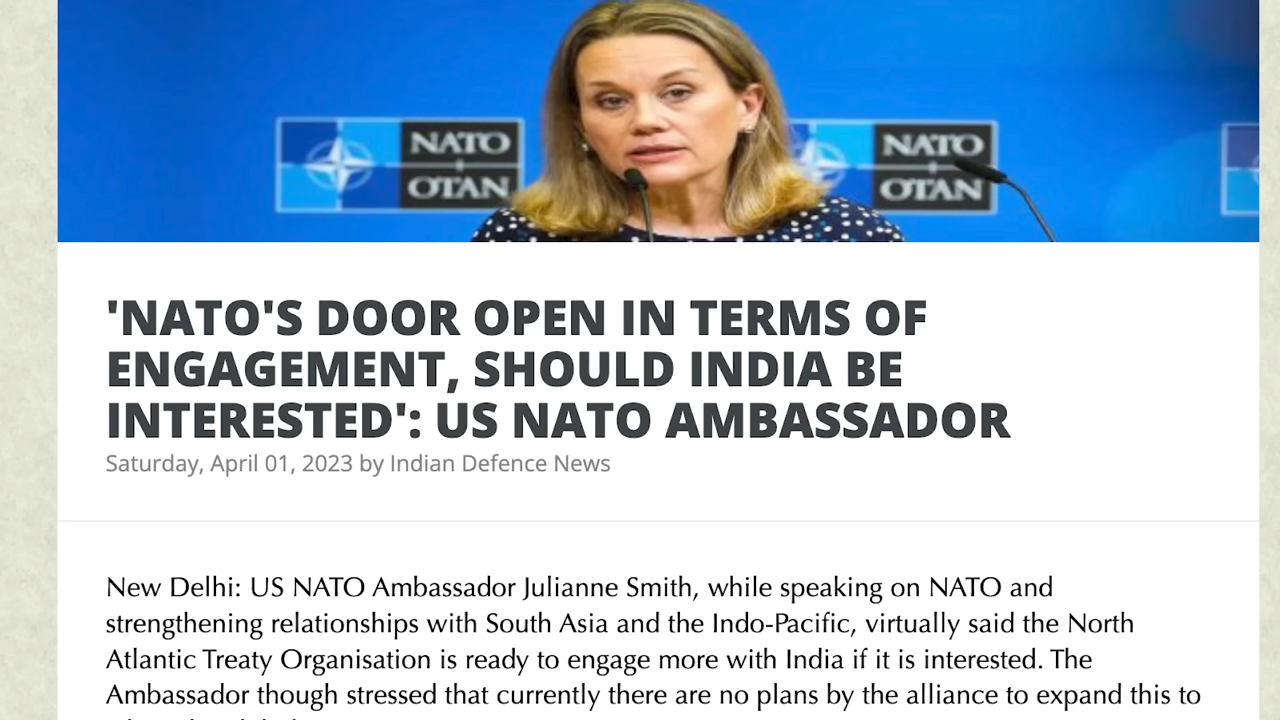 NATO
OTAN
NATO
OTAN
'NATO'S DOOR OPEN IN TERMS OF
ENGAGEMENT, SHOULD INDIA BE
INTERESTED': US NATO AMBASSADOR
Saturday, April 01, 2023 by Indian Defence News
New Delhi: US NATO Ambassador Julianne Smith, while speaking on NATO and
strengthening relationships with South Asia and the Indo-Pacific, virtually said the North
Atlantic Treaty Organisation is ready to engage more with India if it is interested. The
Ambassador though stressed that currently there are no plans by the alliance to expand this to